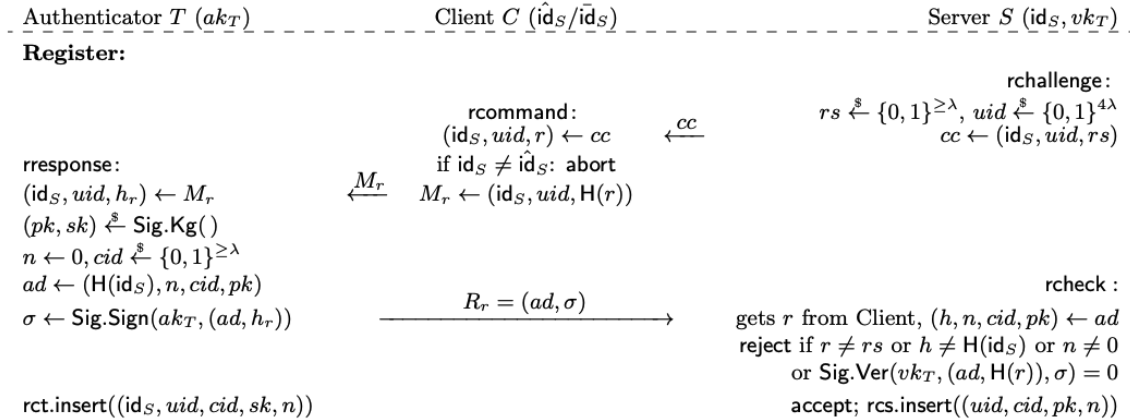 Authenticator T (ak_T) Client C (îd_S/īd_S) Server S (id_S, vk_T)
Register:
rchallenge:
rs ←$ {0,1}^{≥λ}, uid ←$ {0,1}^{4λ}
cc ← (id_S, uid, rs)
cc
rcommand:
(id_S, uid, r) ← cc
if id_S ≠ îd_S: abort
M_r ← (id_S, uid, H(r))
M_r
rresponse:
(id_S, uid, h_r) ← M_r
(pk, sk) ←$ Sig.Kg()
n ← 0, cid ←$ {0,1}^{≥λ}
ad ← (H(id_S), n, cid, pk)
σ ← Sig.Sign(ak_T, (ad, h_r))
R_r = (ad, σ)
rct.insert((id_S, uid, cid, sk, n))
rcheck :
gets r from Client, (h, n, cid, pk) ← ad
reject if r ≠ rs or h ≠ H(id_S) or n ≠ 0
or Sig.Ver(vk_T, (ad, H(r)), σ) = 0
accept; rcs.insert((uid, cid, pk, n))